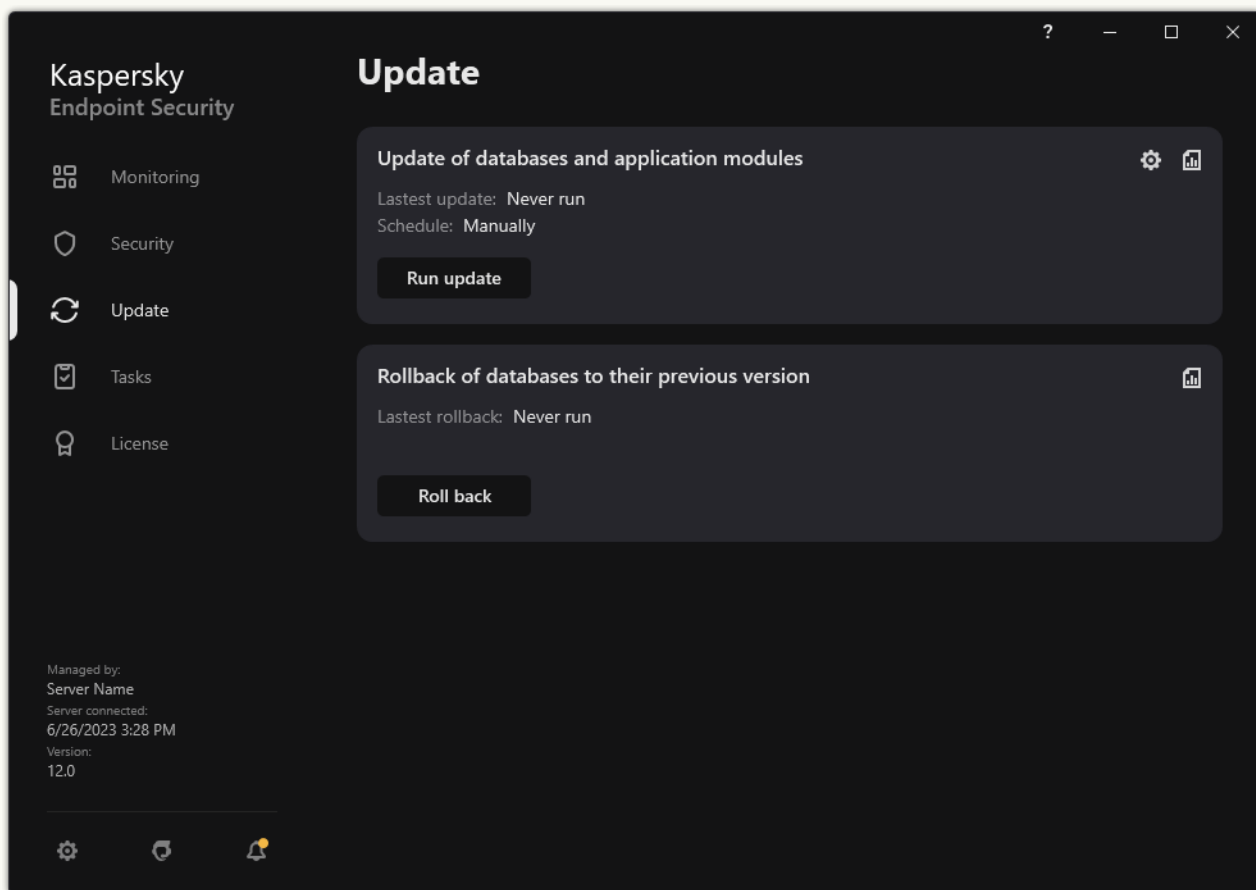 ?
Kaspersky
Endpoint Security
Monitoring
Security
Update
Tasks
License
Managed by:
Server Name
Server connected:
6/26/2023 3:28 PM
Version:
12.0
Update
Update of databases and application modules
Lastest update: Never run
Schedule: Manually
Run update
Rollback of databases to their previous version
Lastest rollback: Never run
Roll back